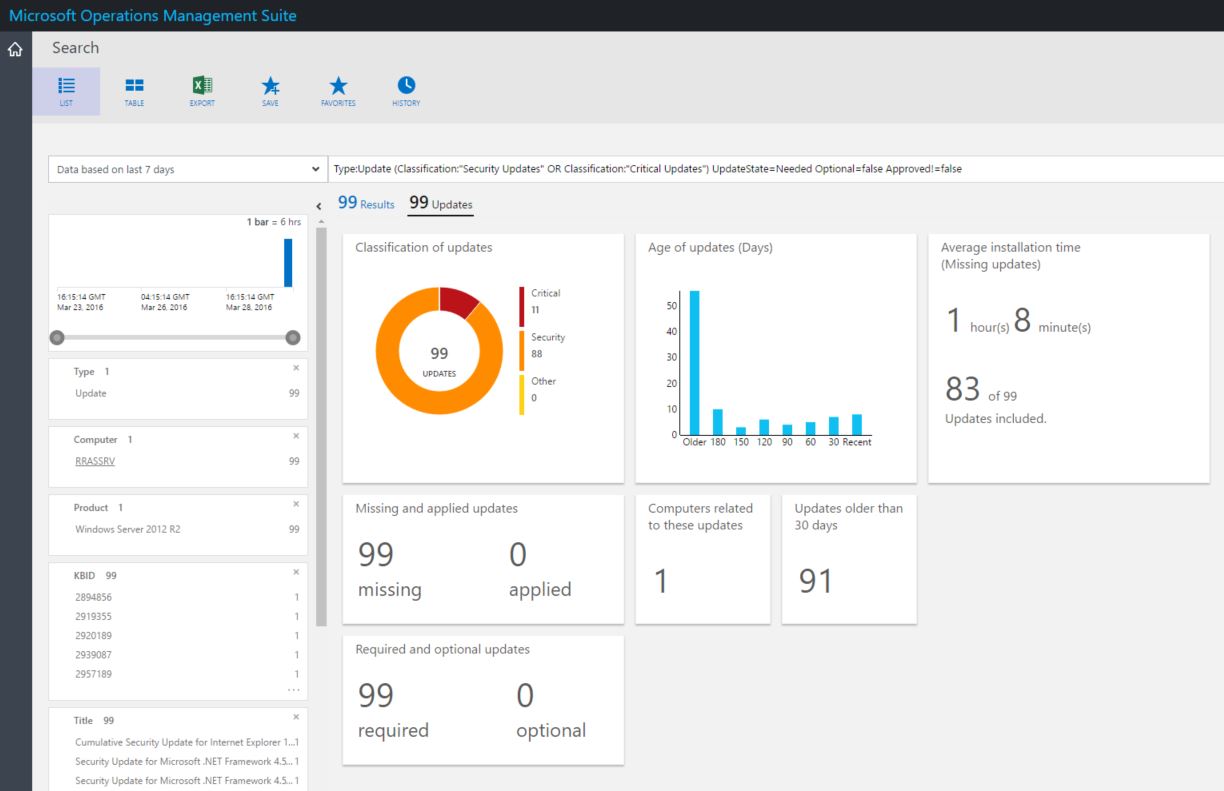 Microsoft Operations Management Suite
Search
LIST
TABLE
EXPORT
SAVE
FAVORITES
HISTORY
Data based on last 7 days
Type:Update (Classification:"Security Updates" OR Classification:"Critical Updates") UpdateState=Needed Optional=false Approved!=false
1 bar = 6 hrs
16:15:14 GMT 04:15:14 GMT 16:15:14 GMT
Mar 23, 2016 Mar 26, 2016 Mar 28, 2016
Type 1
Update 99
Computer 1
RRASSRV 99
Product 1
Windows Server 2012 R2 99
KBID 99
2894856 1
2919355 1
2920189 1
2939087 1
2957189 1
...
Title 99
Cumulative Security Update for Internet Explorer 1...1
Security Update for Microsoft .NET Framework 4.5... 1
Security Update for Microsoft .NET Framework 4.5... 1
99 Results 99 Updates
Classification of updates
99
UPDATES
Critical
11
Security
88
Other
0
Age of updates (Days)
50
40
30
20
10
0
Older 180 150 120 90 60 30 Recent
Average installation time
(Missing updates)
1 hour(s) 8 minute(s)
83 of 99
Updates included.
Missing and applied updates
99 0
missing applied
Computers related
to these updates
1
Updates older than
30 days
91
Required and optional updates
99 0
required optional